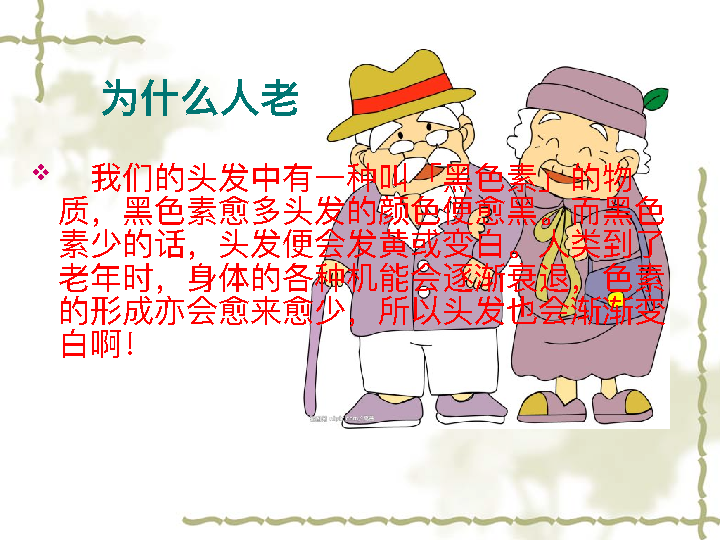 为什么人老
我们的头发中有一种叫「黑色素」的物
质，黑色素愈多头发的颜色便愈黑。而黑色
素少的话，头发便会发黄或变白。人类到了
老年时，身体的各种机能会逐渐衰退，色素
的形成亦会愈来愈少，所以头发也会渐渐变
白啊！